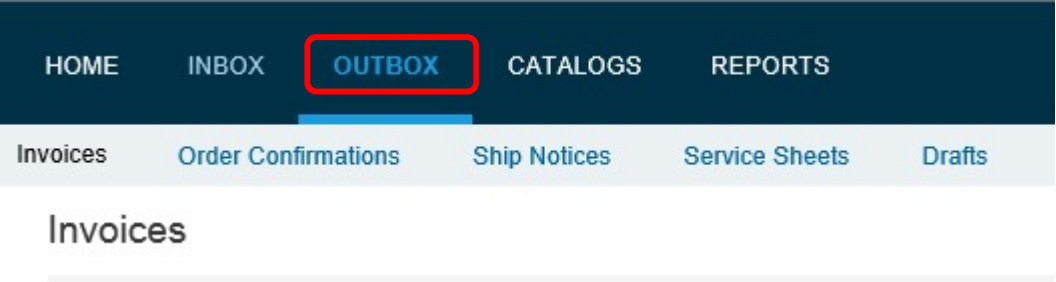 HOME INBOX OUTBOX CATALOGS REPORTS
Invoices Order Confirmations Ship Notices Service Sheets Drafts
Invoices